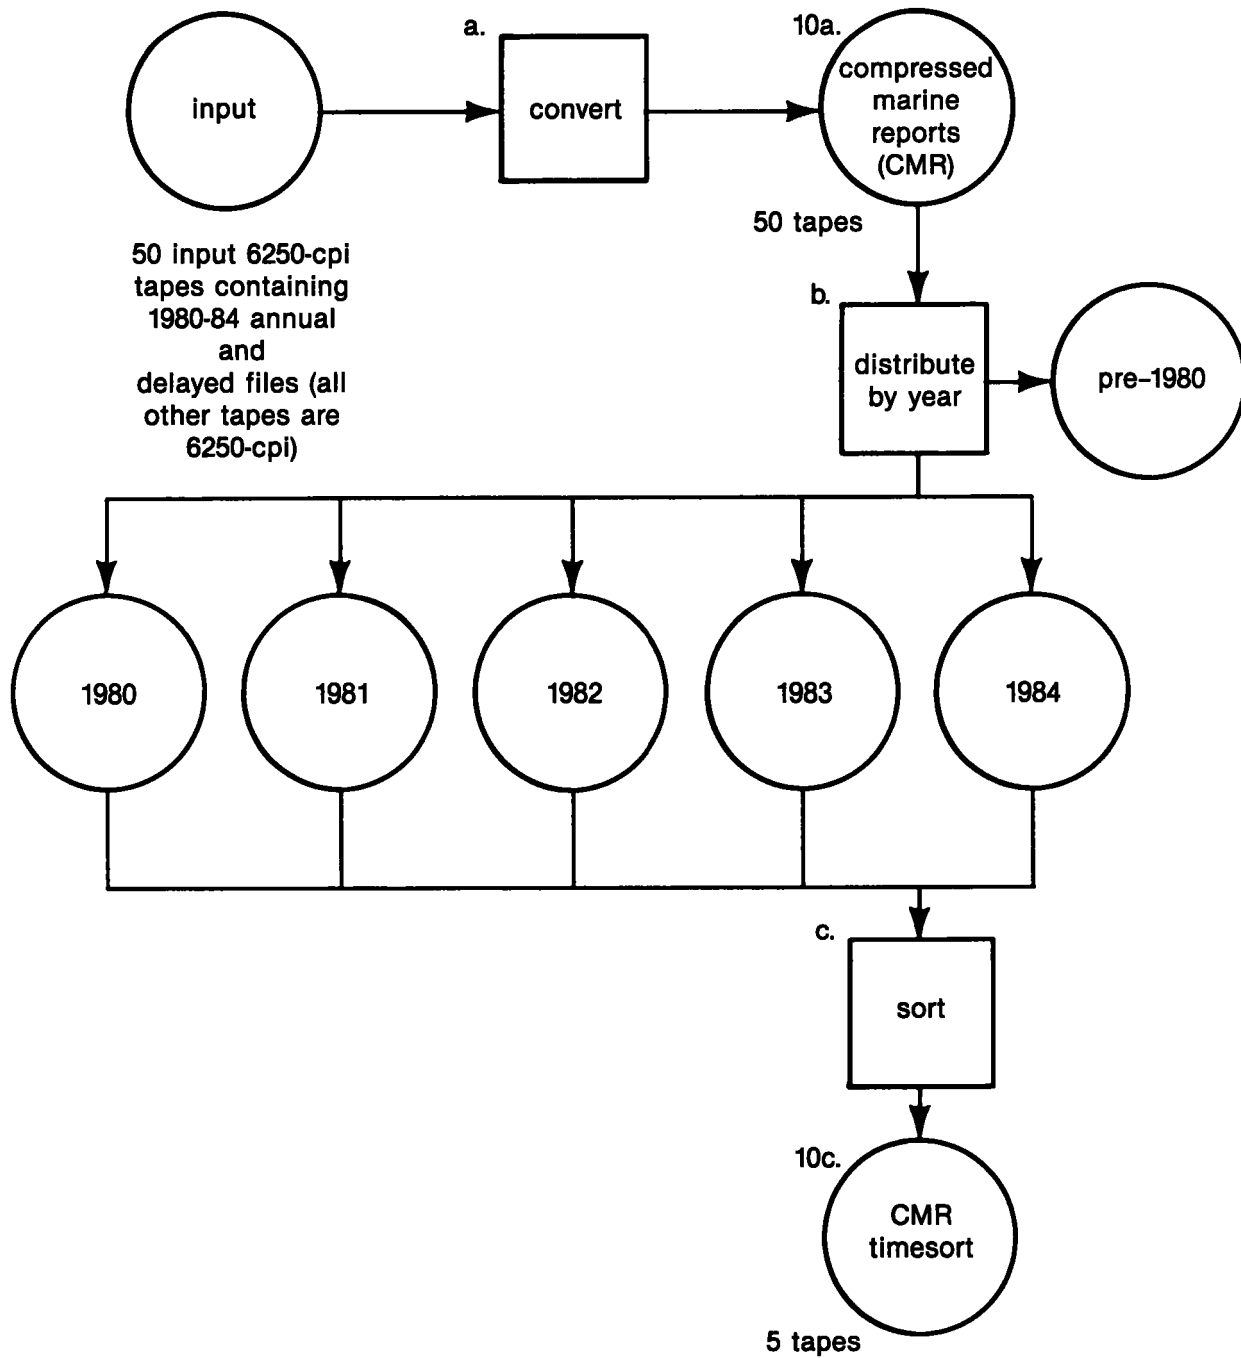 input
50 input 6250-cpi
tapes containing
1980-84 annual
and
delayed files (all
other tapes are
6250-cpi)
a.
convert
10a.
compressed
marine
reports
(CMR)
50 tapes
b.
distribute
by year
pre-1980
1980
1981
1982
1983
1984
c.
sort
10c.
CMR
timesort
5 tapes